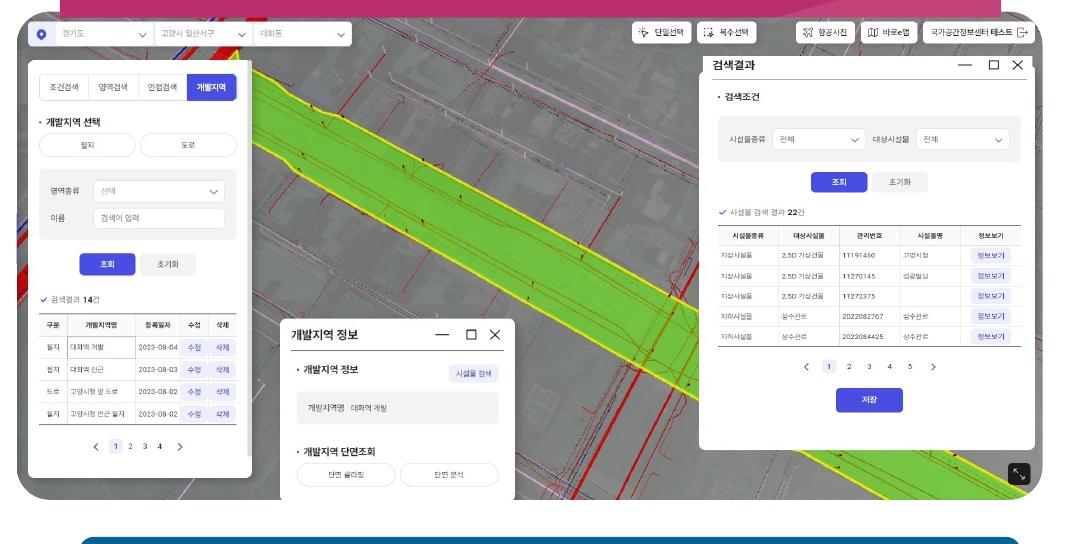 경기도 고양시 일산서구 대화동 단일선택 복수선택 항공사진 바로e맵 국가공간정보센터 테스트
조건검색 영역검색 인접검색 개발지역
· 개발지역 선택
필지 도로
영역종류 선택
이름 검색어 입력
조회 초기화
검색결과 14건
구분 개발지역명 등록일자 수정 삭제
필지 대화역 개발 2023-08-04 수정 삭제
필지 대화역 인근 2023-08-03 수정 삭제
도로 고양시청 앞 도로 2023-08-02 수정 삭제
필지 고양시청 인근 필지 2023-08-02 수정 삭제
1 2 3 4
개발지역 정보
· 개발지역 정보 시설물 검색
개발지역명 대화역 개발
· 개발지역 단면조회
단면 클리핑 단면 분석
검색결과
· 검색조건
시설물종류 전체 대상시설물 전체
조회 초기화
시설물 검색 결과 22건
시설물종류 대상시설물 관리번호 시설물명 정보보기
지상시설물 2.5D 가상건물 11191460 고양시청 정보보기
지상시설물 2.5D 가상건물 11270145 성광빌딩 정보보기
지상시설물 2.5D 가상건물 11272375 정보보기
지하시설물 상수관로 2022082767 상수관로 정보보기
지하시설물 상수관로 2022084425 상수관로 정보보기
1 2 3 4 5
저장